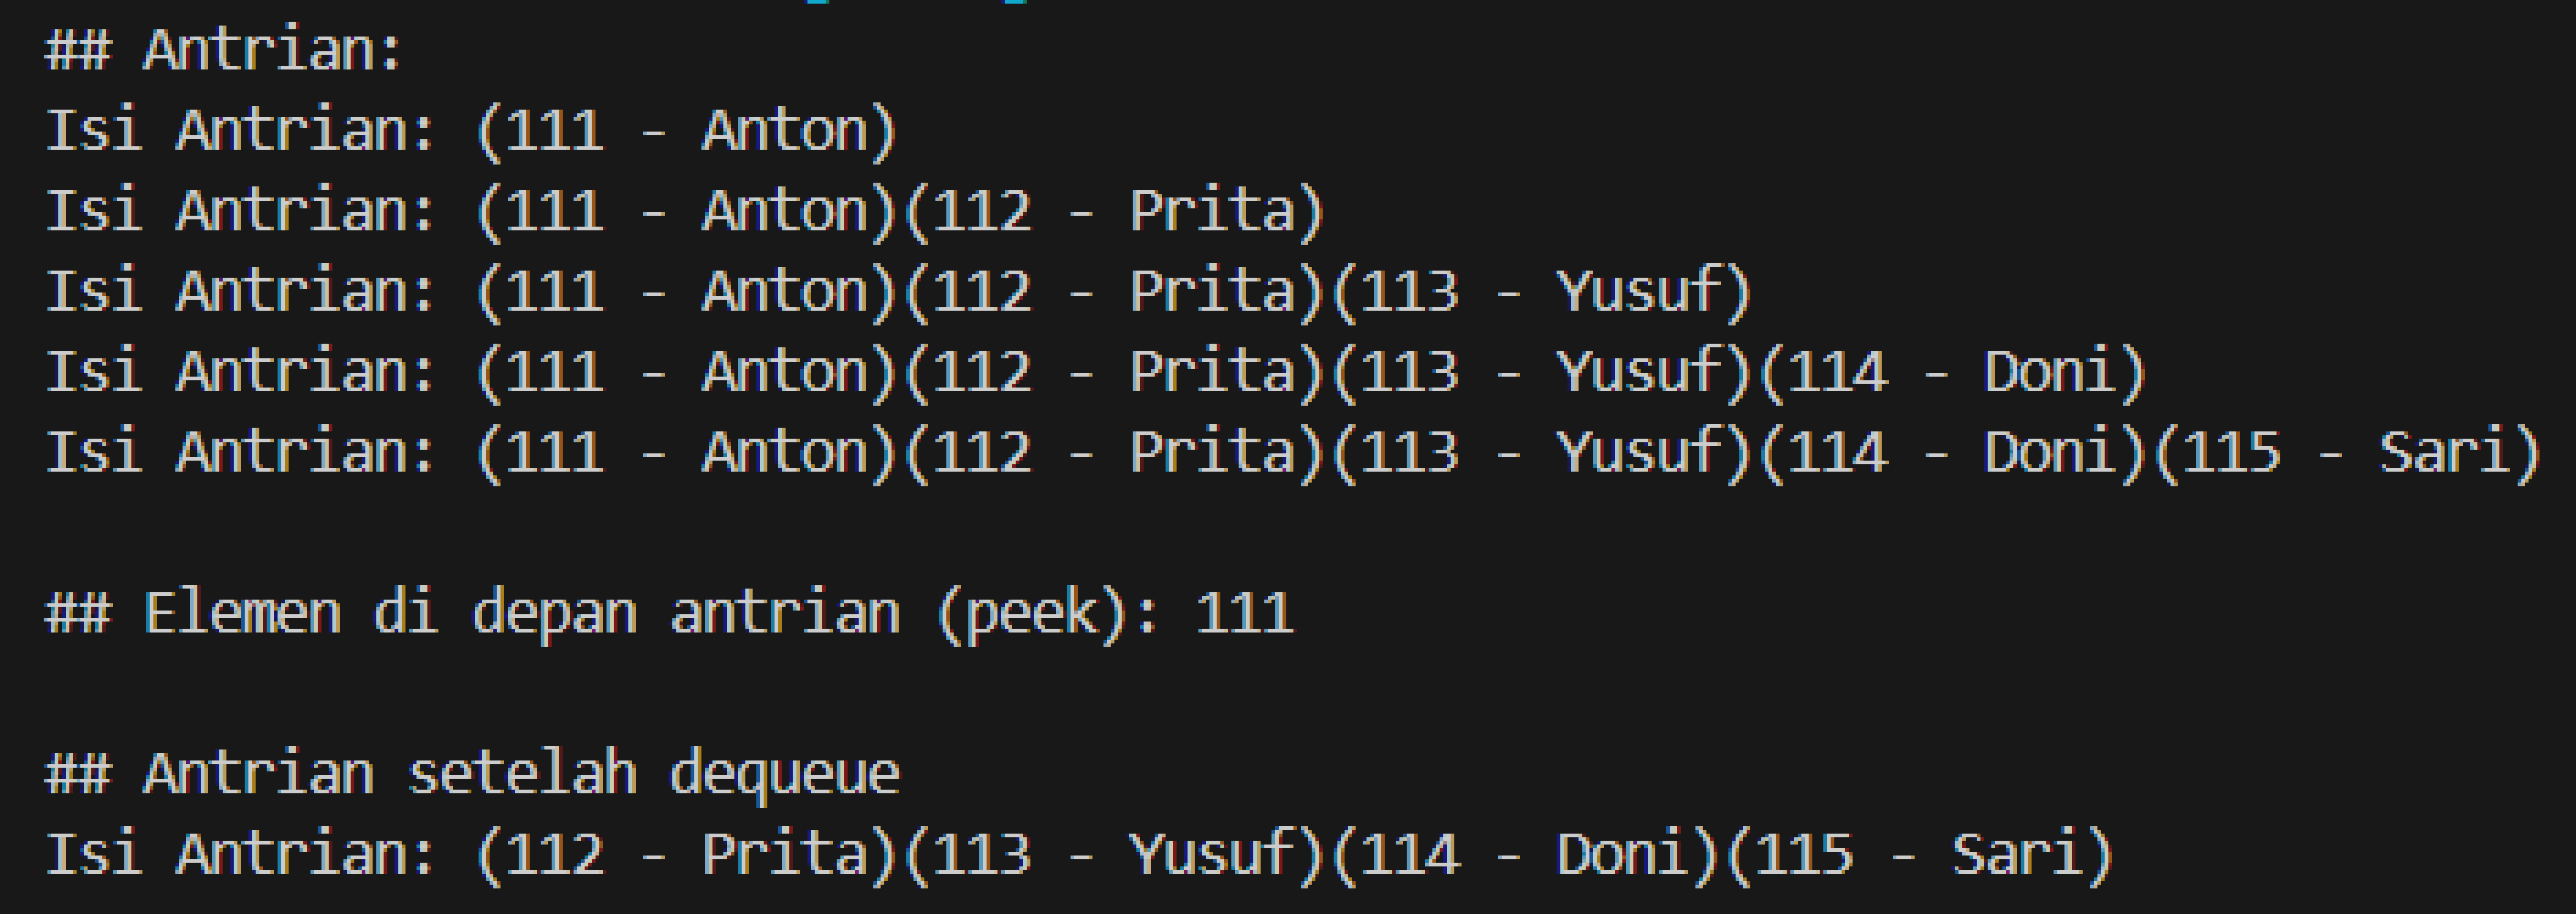 ## Antrian:
Isi Antrian: (111 - Anton)
Isi Antrian: (111 - Anton)(112 - Prita)
Isi Antrian: (111 - Anton)(112 - Prita)(113 - Yusuf)
Isi Antrian: (111 - Anton)(112 - Prita)(113 - Yusuf)(114 - Doni)
Isi Antrian: (111 - Anton)(112 - Prita)(113 - Yusuf)(114 - Doni)(115 - Sari)
## Elemen di depan antrian (peek): 111
## Antrian setelah dequeue
Isi Antrian: (112 - Prita)(113 - Yusuf)(114 - Doni)(115 - Sari)